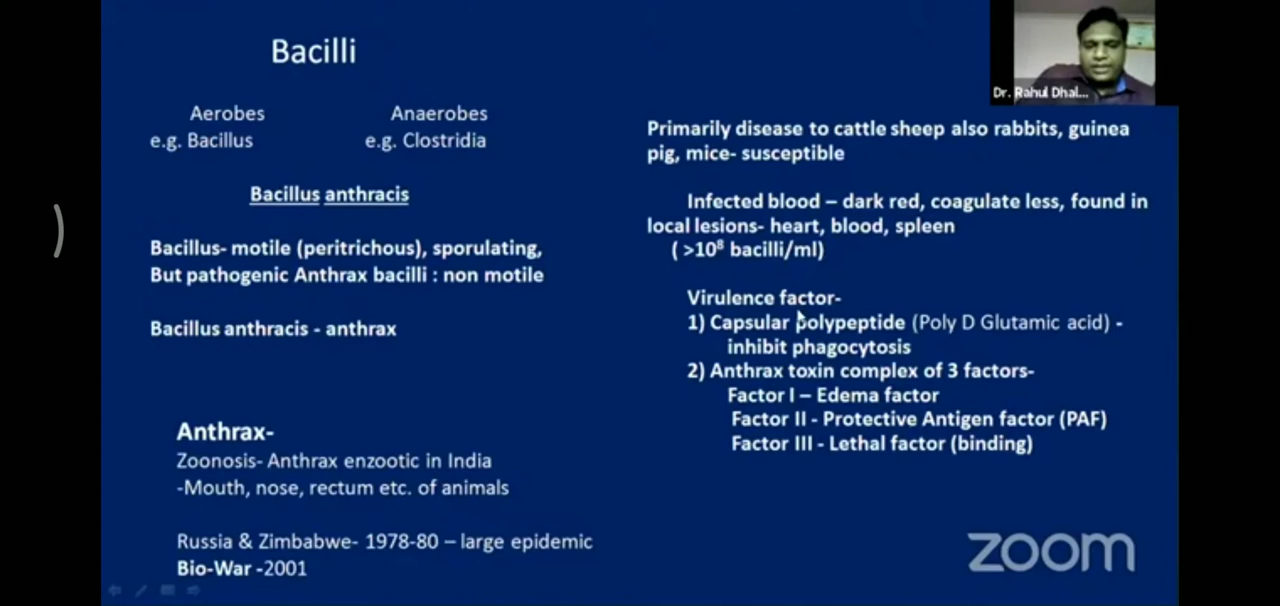 Bacilli
Aerobes Anaerobes
e.g. Bacillus e.g. Clostridia
Bacillus anthracis
Bacillus- motile (peritrichous), sporulating,
But pathogenic Anthrax bacilli : non motile
Bacillus anthracis - anthrax
Anthrax-
Zoonosis- Anthrax enzootic in India
-Mouth, nose, rectum etc. of animals
Russia & Zimbabwe- 1978-80 – large epidemic
Bio-War -2001
Dr. Rahul Dhal...
Primarily disease to cattle sheep also rabbits, guinea
pig, mice- susceptible
Infected blood – dark red, coagulate less, found in
local lesions- heart, blood, spleen
( >10⁸ bacilli/ml)
Virulence factor-
1) Capsular polypeptide (Poly D Glutamic acid) -
inhibit phagocytosis
2) Anthrax toxin complex of 3 factors-
Factor I – Edema factor
Factor II - Protective Antigen factor (PAF)
Factor III - Lethal factor (binding)
zoom